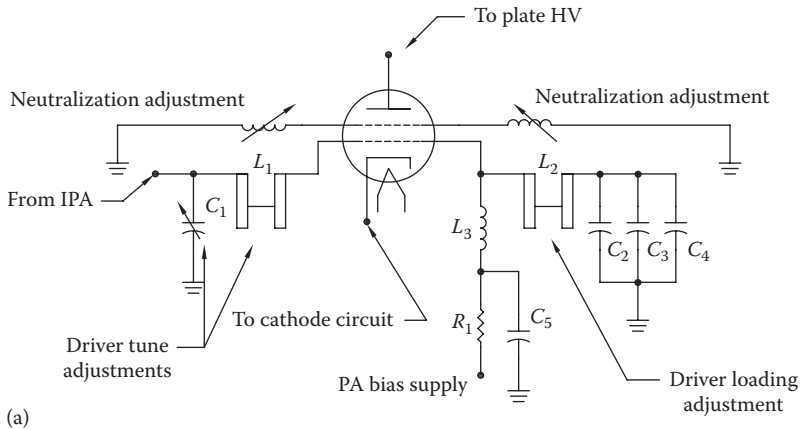 To plate HV
Neutralization adjustment
Neutralization adjustment
L1
L2
From IPA
C1
L3
C2
C3
C4
To cathode circuit
R1
C5
Driver tune
adjustments
PA bias supply
Driver loading
adjustment
(a)